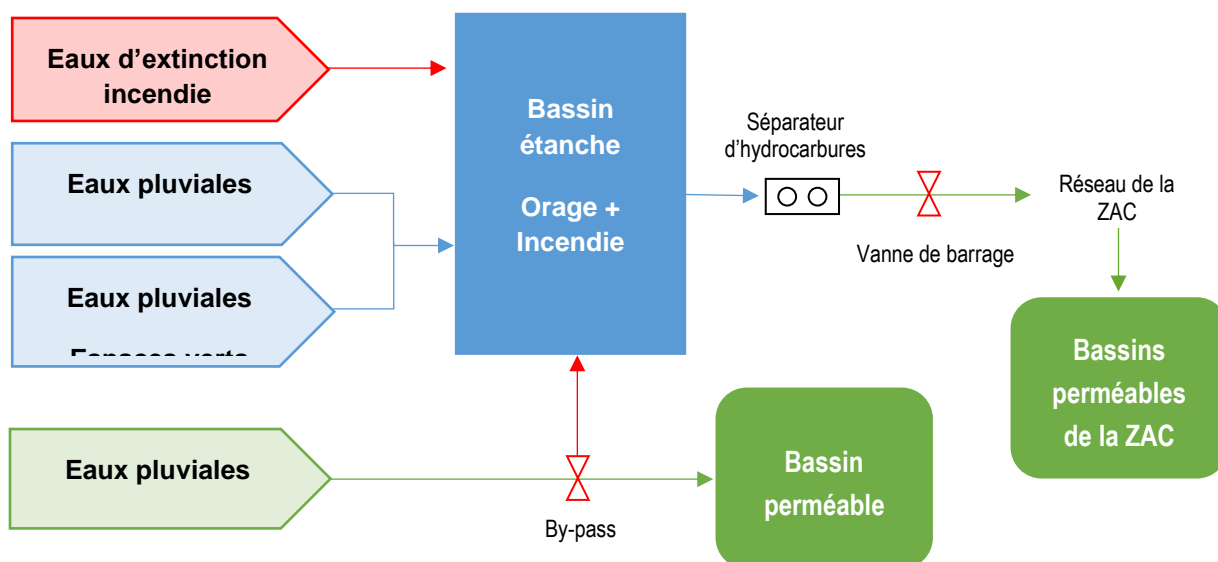 Eaux d'extinction
incendie
Eaux pluviales
Eaux pluviales
Eaux pluviales
Bassin
étanche
Orage +
Incendie
Séparateur
d'hydrocarbures
Vanne de barrage
Réseau de la
ZAC
Bassins
perméables
de la ZAC
By-pass
Bassin
perméable